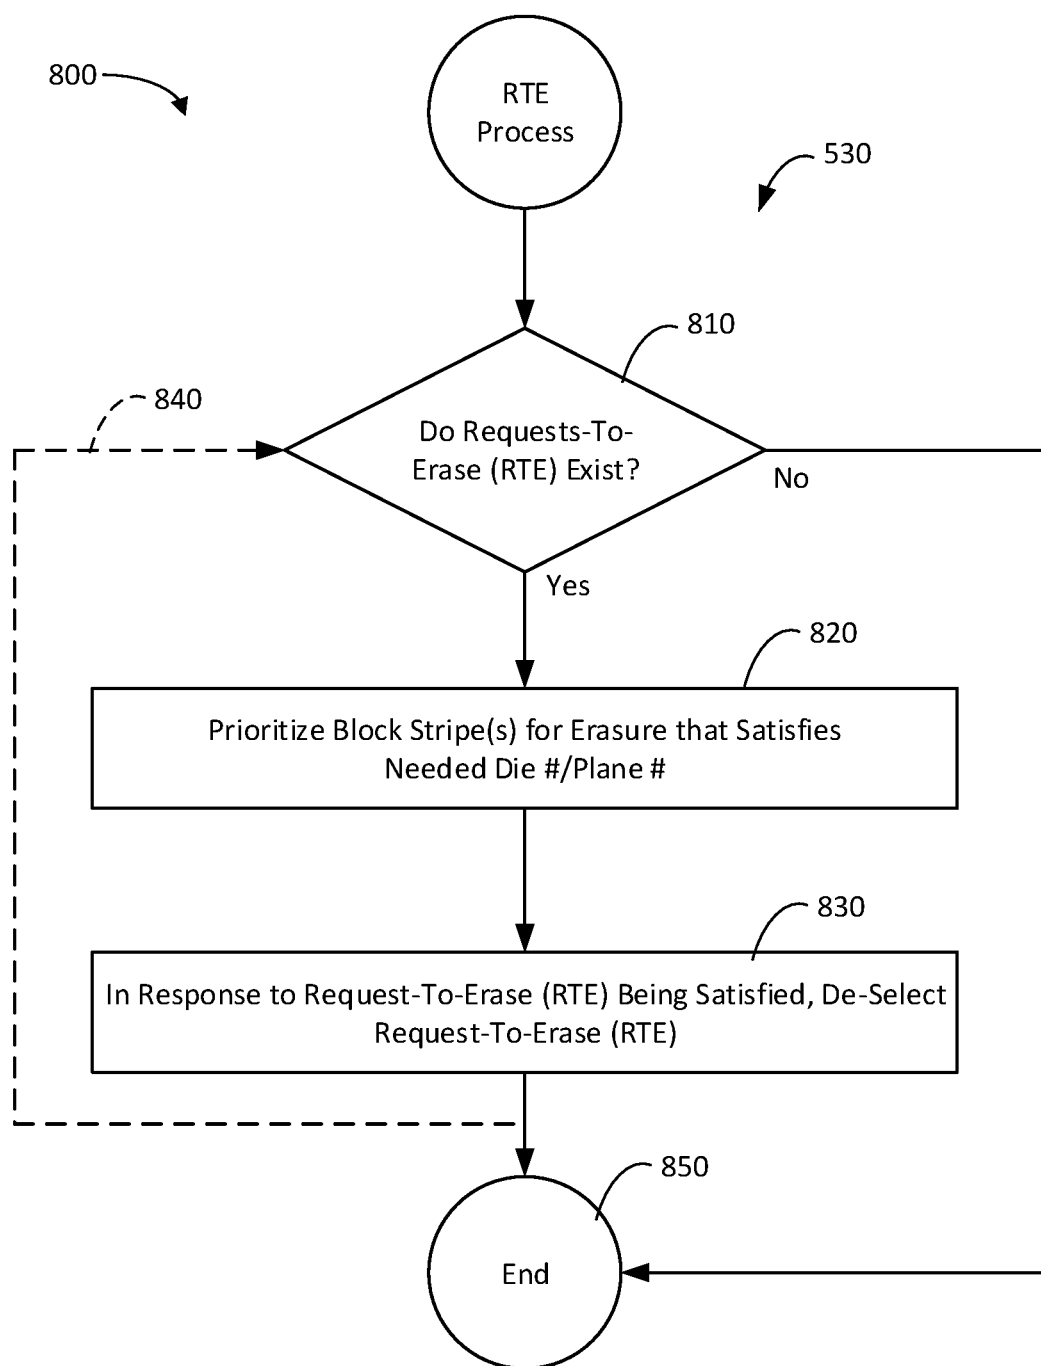 800
RTE
Process
530
810
840
Do Requests-To-
Erase (RTE) Exist?
No
Yes
820
Prioritize Block Stripe(s) for Erasure that Satisfies
Needed Die #/Plane #
830
In Response to Request-To-Erase (RTE) Being Satisfied, De-Select
Request-To-Erase (RTE)
850
End